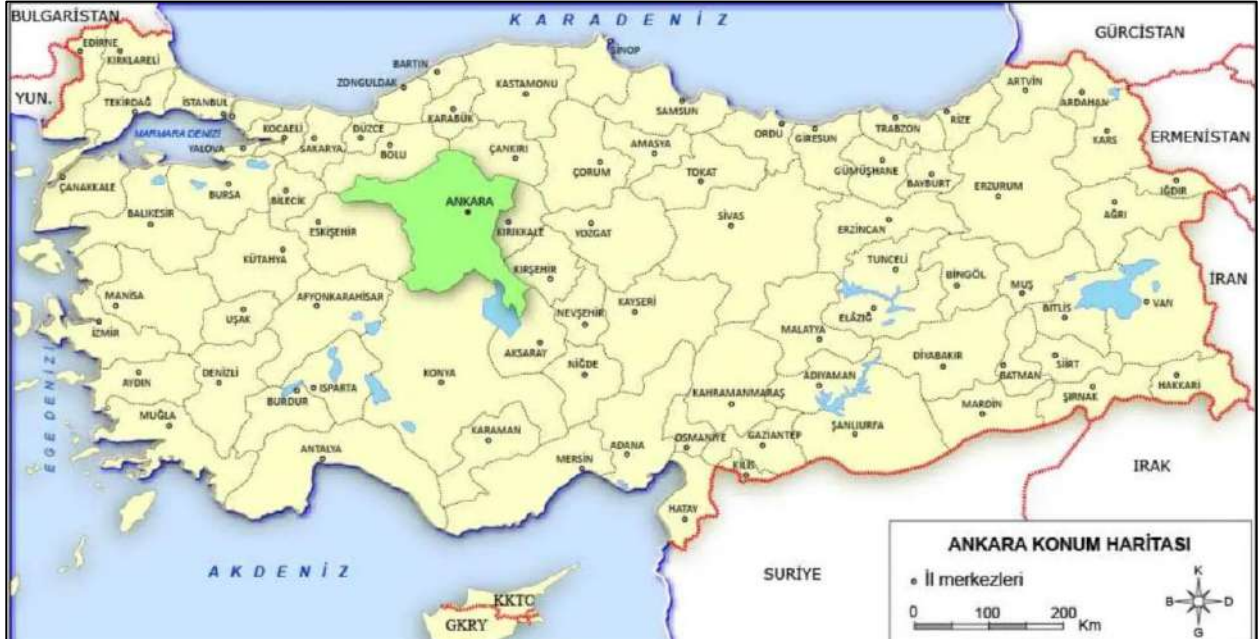 BULGARİSTAN
KARADENİZ
GÜRCİSTAN
EDİRNE
KIRKLARELİ
SİNOP
BARTIN
ZONGULDAK
KASTAMONU
ARTVİN
YUN.
TEKİRDAĞ
İSTANBUL
KARABÜK
SAMSUN
ARDAHAN
MARMARA DENİZİ
KOCAELİ
DÜZCE
ORDU
GİRESUN
TRABZON
RİZE
ERMENİSTAN
YALOVA
SAKARYA
BOLU
ÇANKIRI
AMASYA
KARS
ÇANAKKALE
BURSA
BİLECİK
ÇORUM
TOKAT
GÜMÜŞHANE
BAYBURT
ERZURUM
IĞDIR
BALIKESİR
ANKARA
SİVAS
AĞRI
ESKİŞEHİR
KIRIKKALE
YOZGAT
ERZİNCAN
KÜTAHYA
KIRŞEHİR
TUNCELİ
BİNGÖL
MUŞ
İRAN
MANİSA
AFYONKARAHİSAR
UŞAK
NEVŞEHİR
KAYSERİ
ELÂZIĞ
BİTLİS
VAN
İZMİR
AKSARAY
MALATYA
EGE DENİZİ
AYDIN
DENİZLİ
ISPARTA
BURDUR
KONYA
NİĞDE
DİYABAKIR
BATMAN
SİİRT
HAKKARİ
ADIYAMAN
KAHRAMANMARAŞ
ŞIRNAK
MARDİN
MUĞLA
KARAMAN
ANTALYA
MERSİN
ADANA
OSMANİYE
GAZİANTEP
ŞANLIURFA
KİLİS
HATAY
IRAK
SURİYE
AKDENİZ
KKTC
GKRY
ANKARA KONUM HARİTASI
İl merkezleri
0 100 200
Km
K
B D
G